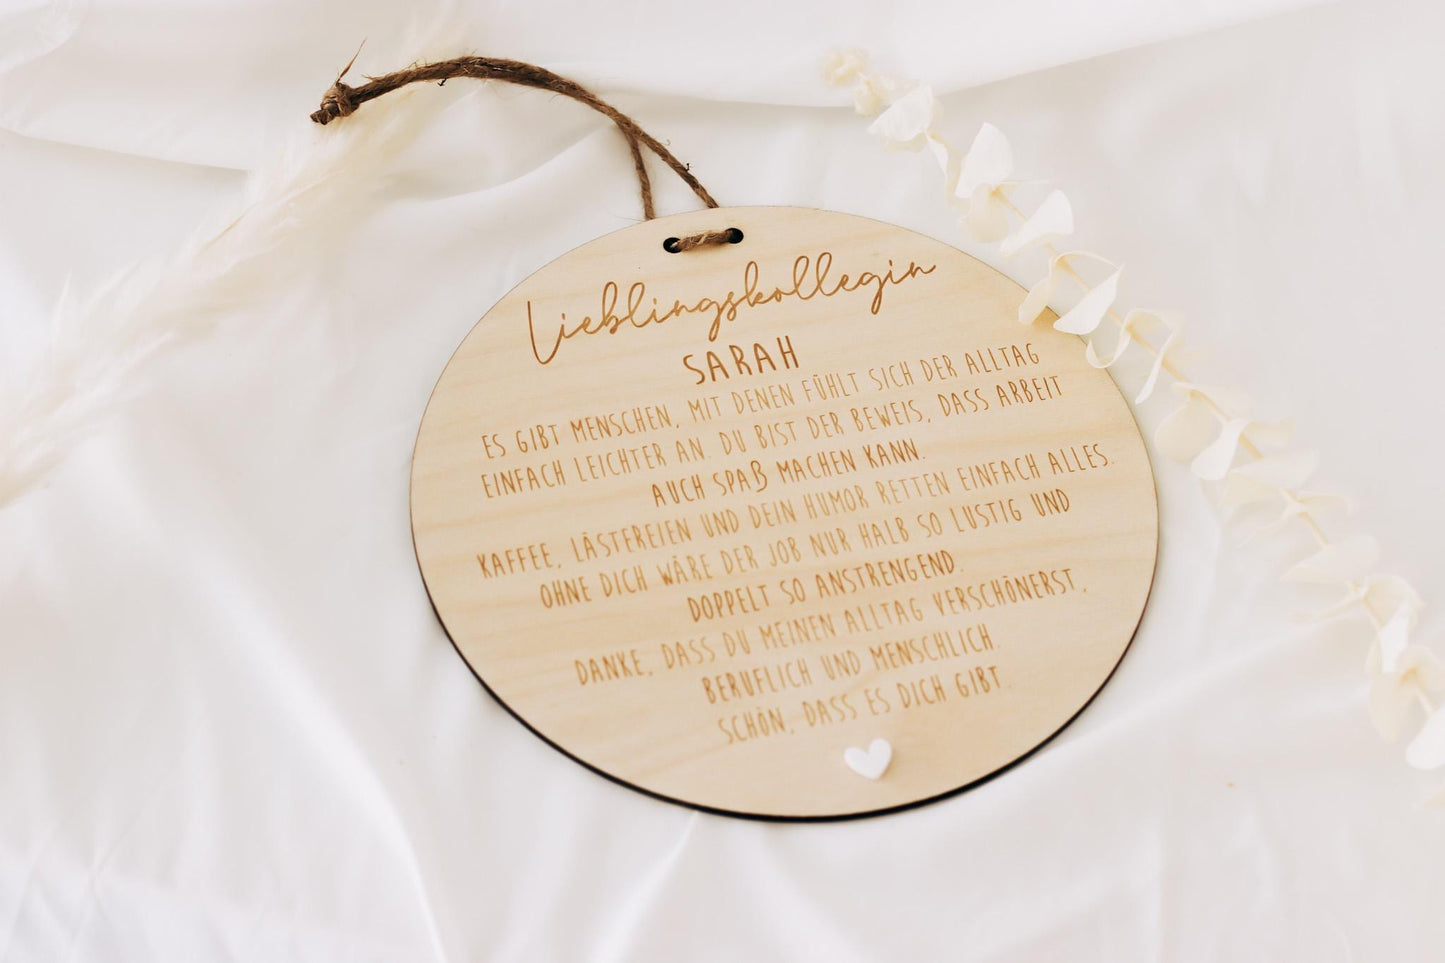 Lieblingskollegin
SARAH
ES GIBT MENSCHEN, MIT DENEN FÜHLT SICH DER ALLTAG
EINFACH LEICHTER AN. DU BIST DER BEWEIS, DASS ARBEIT
AUCH SPAß MACHEN KANN.
KAFFEE, LÄSTEREIEN UND DEIN HUMOR RETTEN EINFACH ALLES.
OHNE DICH WÄRE DER JOB NUR HALB SO LUSTIG UND
DOPPELT SO ANSTRENGEND.
DANKE, DASS DU MEINEN ALLTAG VERSCHÖNERST,
BERUFLICH UND MENSCHLICH.
SCHÖN, DASS ES DICH GIBT.